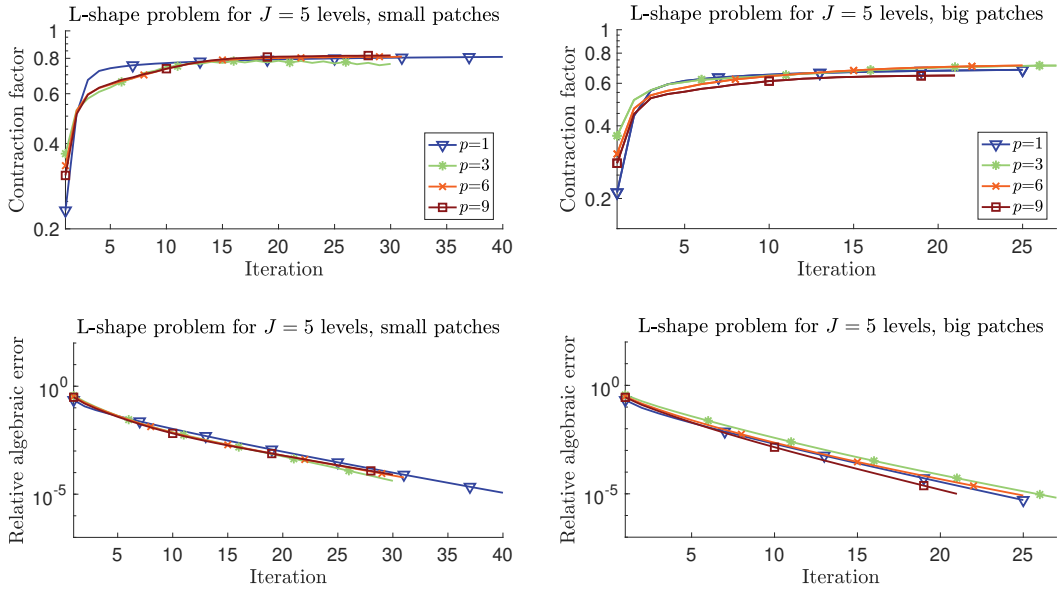 L-shape problem for J = 5 levels, small patches
Contraction factor
1
0.8
0.6
0.4
0.2
p=1
p=3
p=6
p=9
5 10 15 20 25 30 35 40
Iteration
L-shape problem for J = 5 levels, big patches
Contraction factor
1
0.8
0.6
0.4
0.2
p=1
p=3
p=6
p=9
5 10 15 20 25
Iteration
L-shape problem for J = 5 levels, small patches
Relative algebraic error
10^0
10^-5
5 10 15 20 25 30 35 40
Iteration
L-shape problem for J = 5 levels, big patches
Relative algebraic error
10^0
10^-5
5 10 15 20 25
Iteration